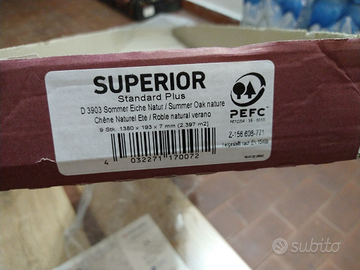 SUPERIOR
Standard Plus
D 3903 Sommer Eiche Natur / Summer Oak nature
Chêne Naturel Eté / Roble natural verano
9 Stk. 1380 x 193 x 7 mm (2,397 m2)
4 032271 170072
PEFC
subito